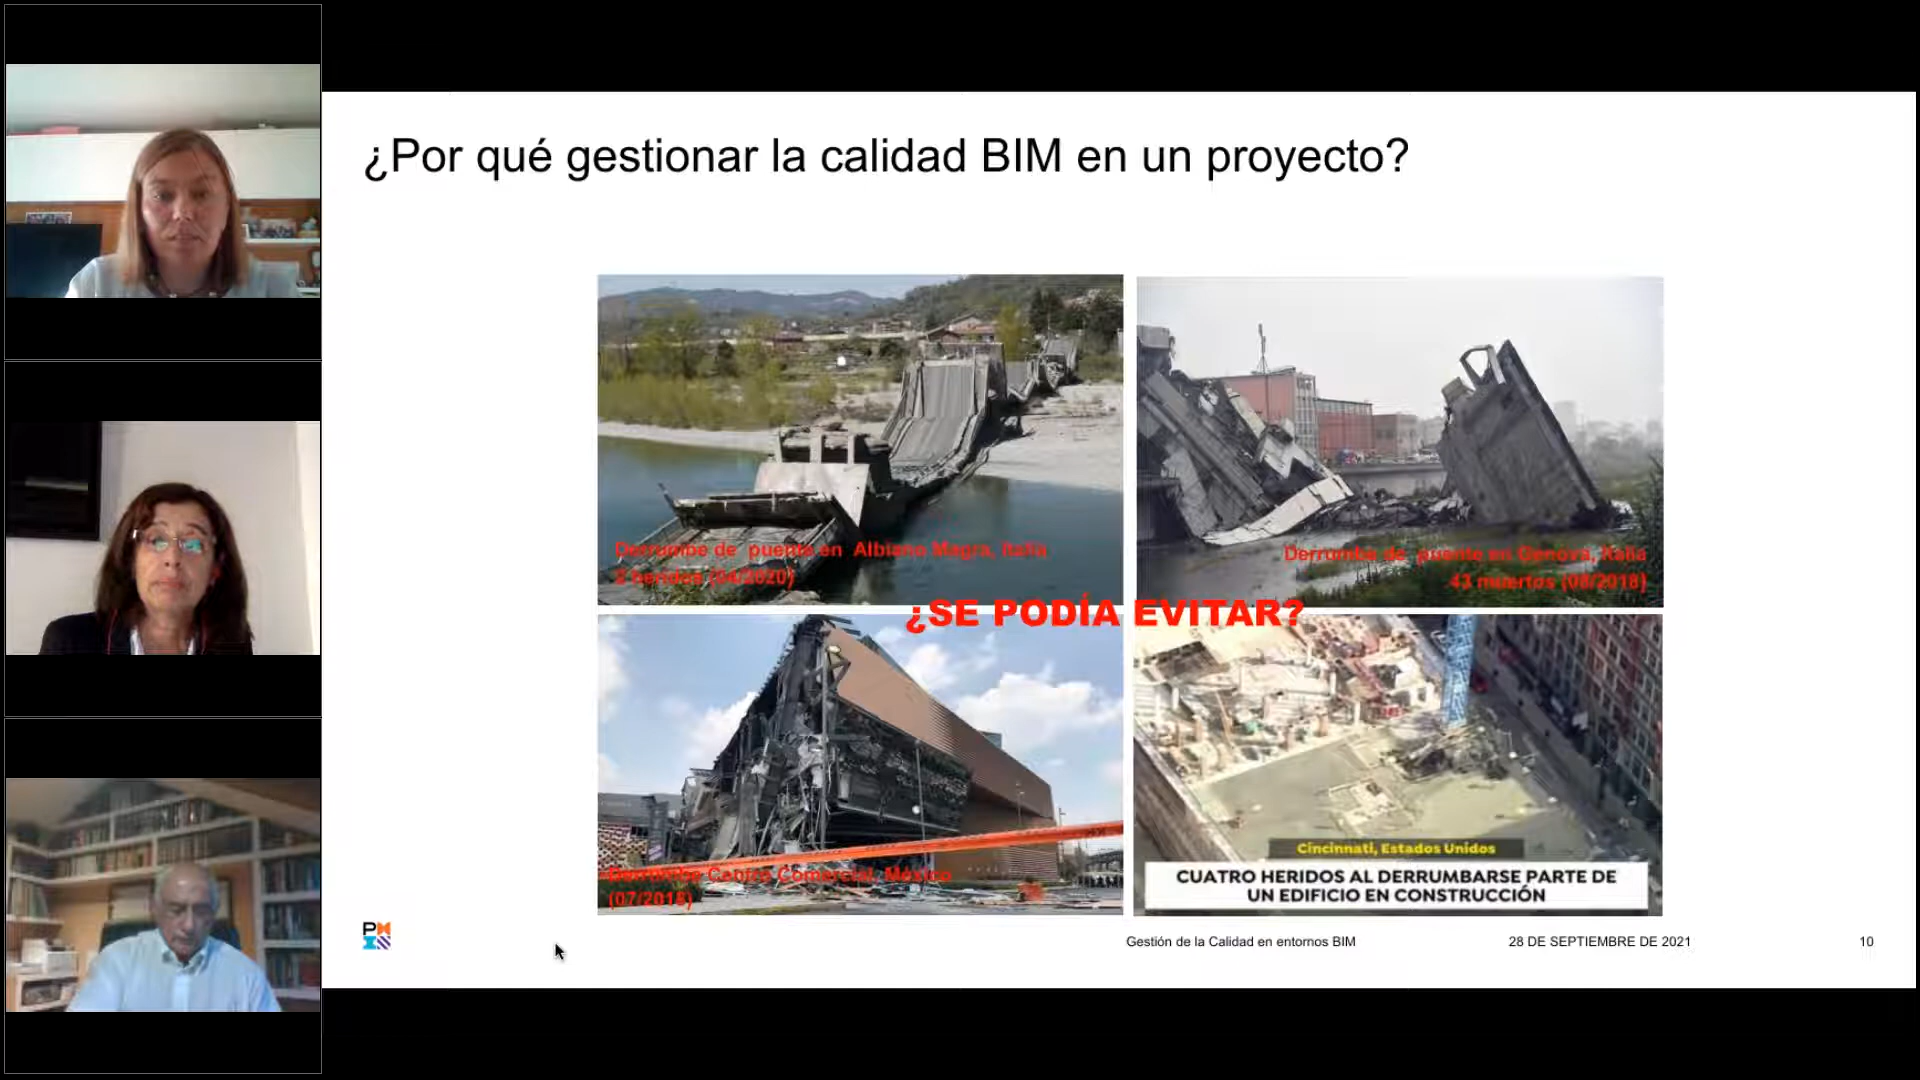 ¿Por qué gestionar la calidad BIM en un proyecto?
Derrumbe de puente en Albiano Magra, Italia
2 heridos (04/2020)
Derrumbe de puente en Genova, Italia
43 muertos (08/2018)
¿SE PODÍA EVITAR?
Derrumbe Centro Comercial, México
(07/2018)
Cincinnati, Estados Unidos
CUATRO HERIDOS AL DERRUMBARSE PARTE DE
UN EDIFICIO EN CONSTRUCCIÓN
PMI
Gestión de la Calidad en entornos BIM
28 DE SEPTIEMBRE DE 2021
10